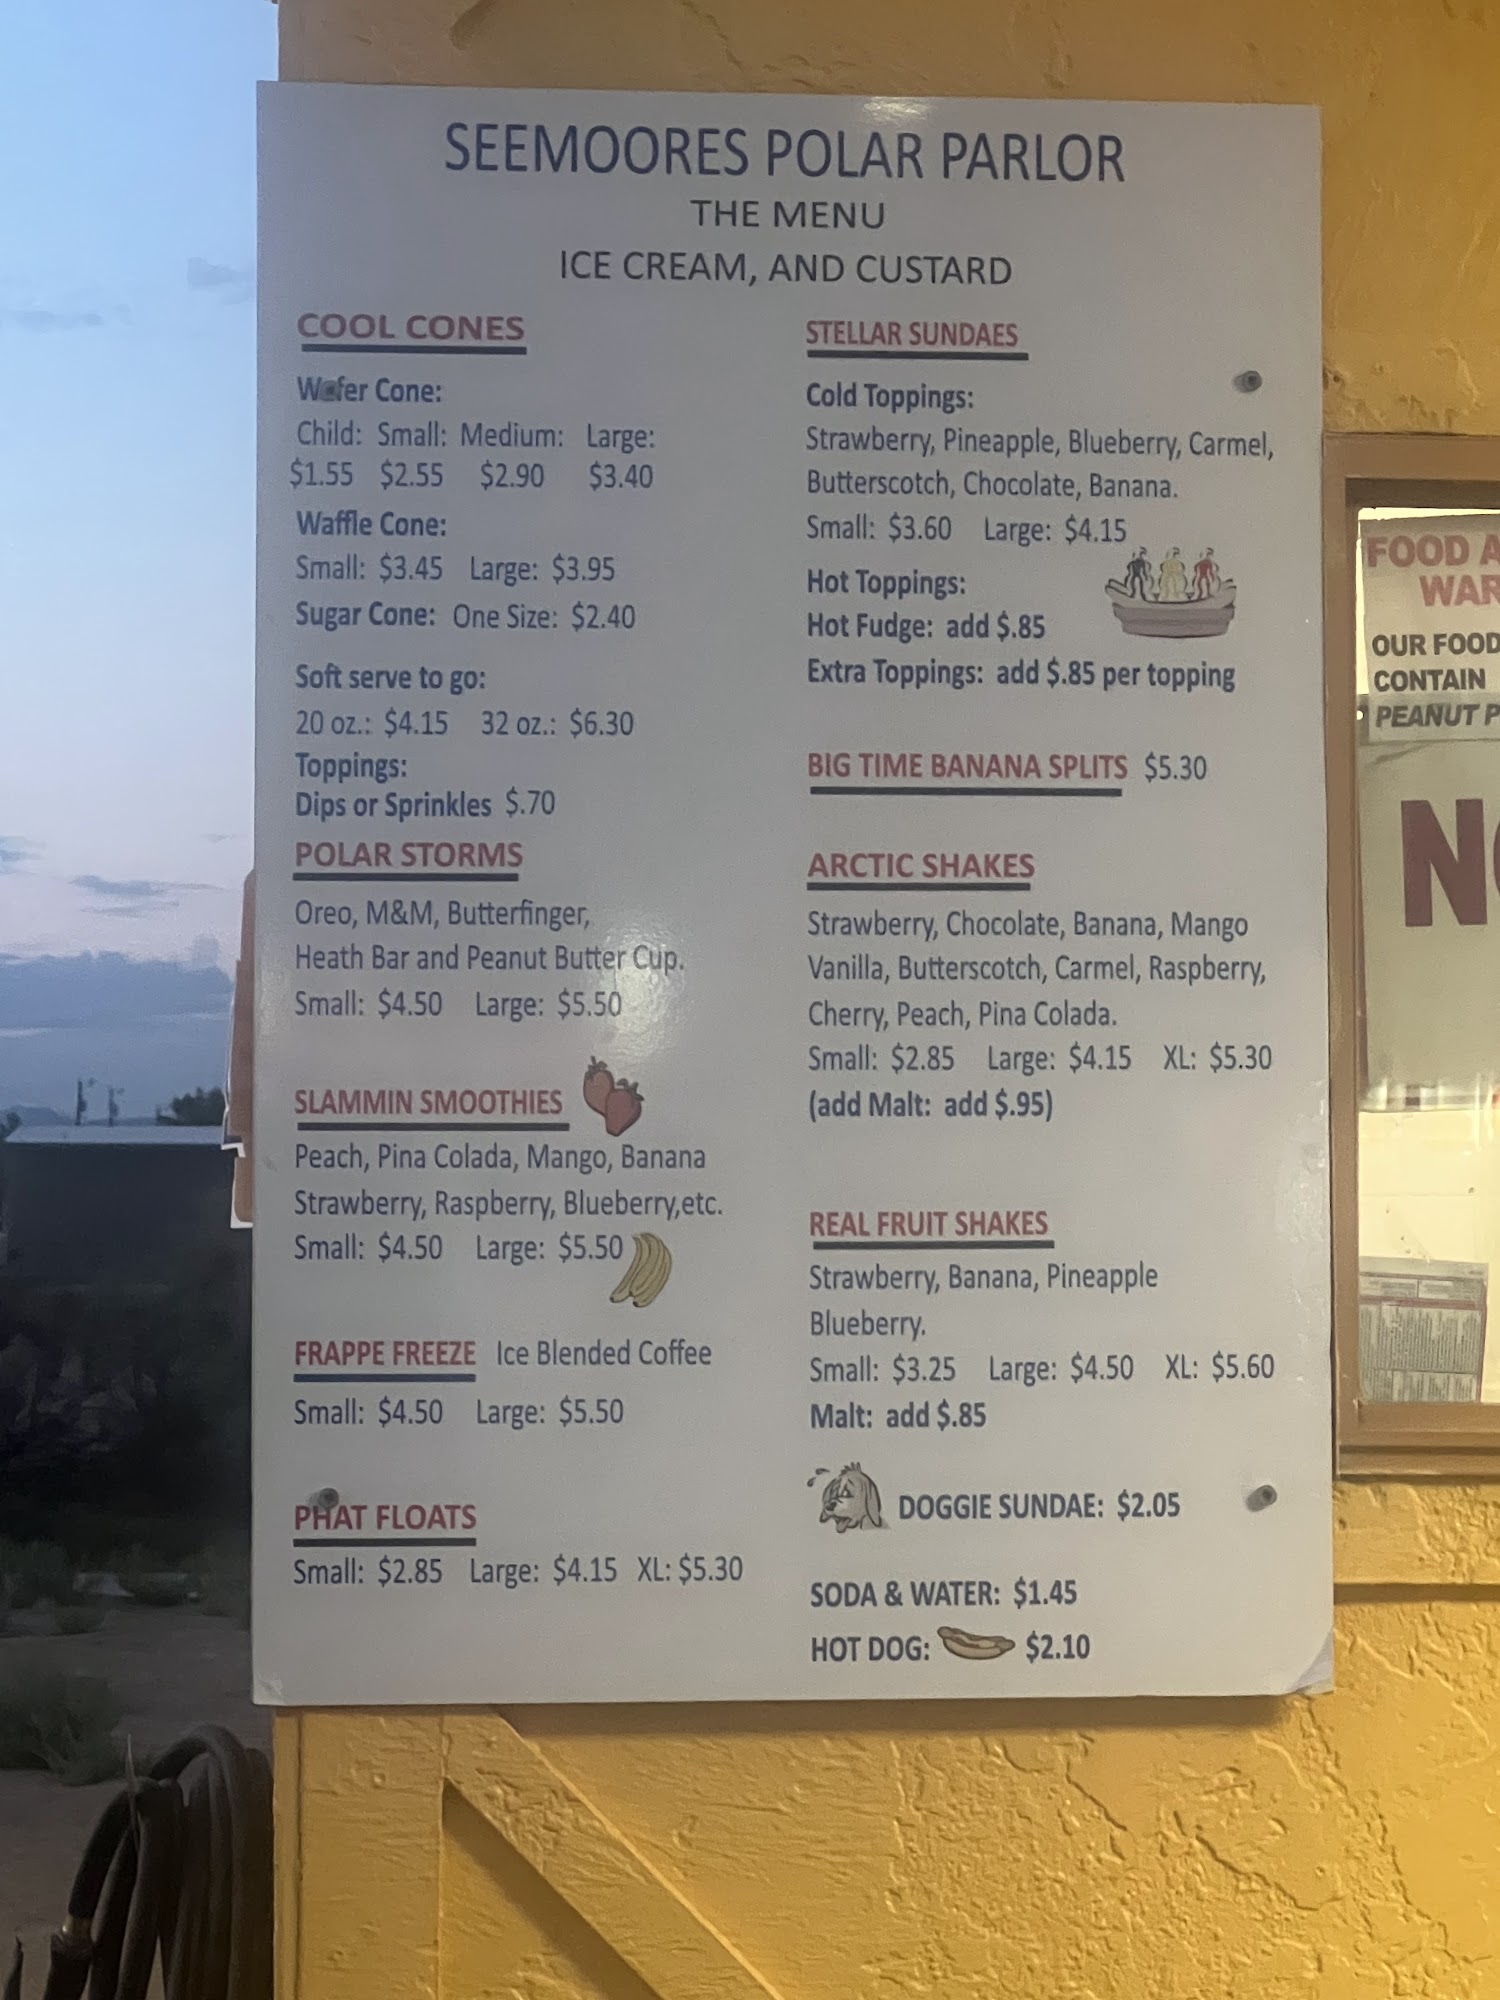 SEEMOORES POLAR PARLOR
THE MENU
ICE CREAM, AND CUSTARD
COOL CONES
Wafer Cone:
Child: Small: Medium: Large:
$1.55 $2.55 $2.90 $3.40
Waffle Cone:
Small: $3.45 Large: $3.95
Sugar Cone: One Size: $2.40
Soft serve to go:
20 oz.: $4.15 32 oz.: $6.30
Toppings:
Dips or Sprinkles $.70
POLAR STORMS
Oreo, M&M, Butterfinger,
Heath Bar and Peanut Butter Cup.
Small: $4.50 Large: $5.50
SLAMMIN SMOOTHIES
Peach, Pina Colada, Mango, Banana
Strawberry, Raspberry, Blueberry,etc.
Small: $4.50 Large: $5.50
FRAPPE FREEZE Ice Blended Coffee
Small: $4.50 Large: $5.50
PHAT FLOATS
Small: $2.85 Large: $4.15 XL: $5.30
STELLAR SUNDAES
Cold Toppings:
Strawberry, Pineapple, Blueberry, Carmel,
Butterscotch, Chocolate, Banana.
Small: $3.60 Large: $4.15
Hot Toppings:
Hot Fudge: add $.85
Extra Toppings: add $.85 per topping
BIG TIME BANANA SPLITS $5.30
ARCTIC SHAKES
Strawberry, Chocolate, Banana, Mango
Vanilla, Butterscotch, Carmel, Raspberry,
Cherry, Peach, Pina Colada.
Small: $2.85 Large: $4.15 XL: $5.30
(add Malt: add $.95)
REAL FRUIT SHAKES
Strawberry, Banana, Pineapple
Blueberry.
Small: $3.25 Large: $4.50 XL: $5.60
Malt: add $.85
DOGGIE SUNDAE: $2.05
SODA & WATER: $1.45
HOT DOG: $2.10
FOOD A
WAR
OUR FOOD
CONTAIN
• PEANUT P
N